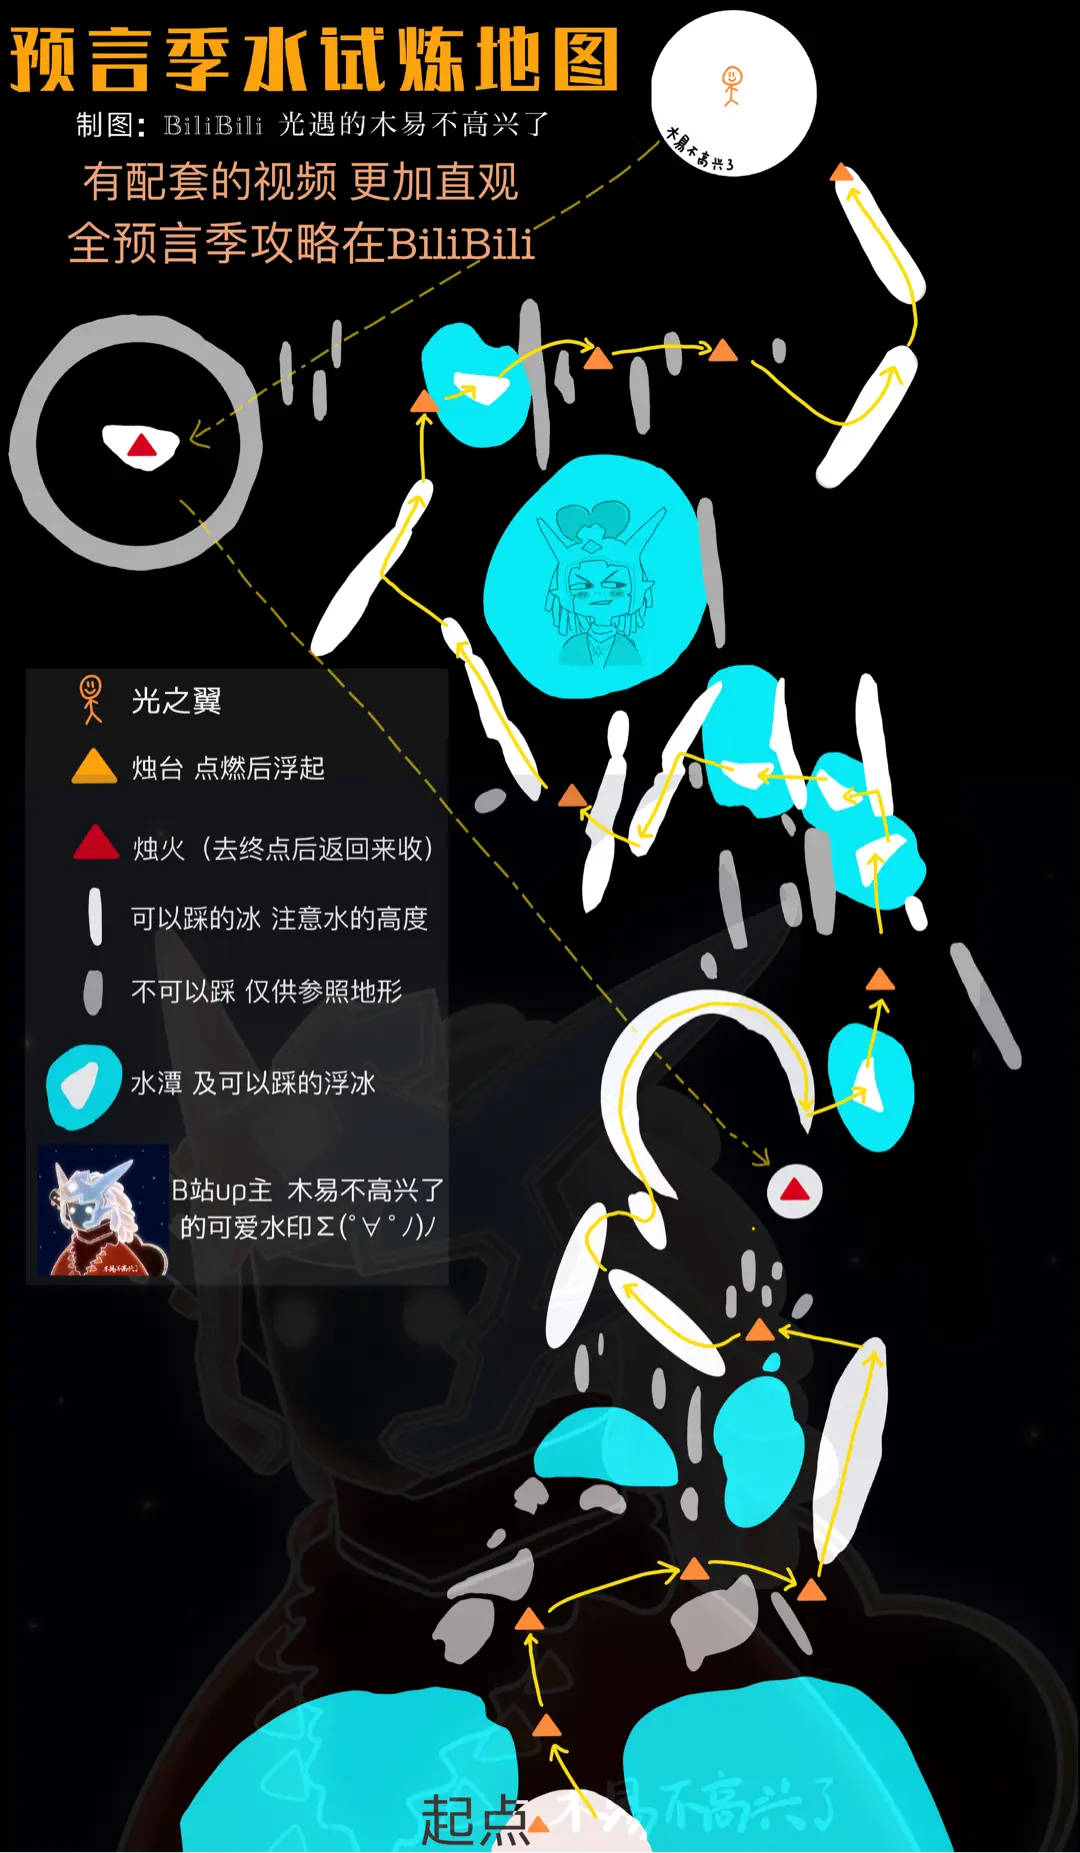 预言季水试炼地图
制图：BiliBili 光遇的木易不高兴了
有配套的视频 更加直观
全预言季攻略在BiliBili
木易不高兴了
光之翼
烛台 点燃后浮起
烛火（去终点后返回来收）
可以踩的冰 注意水的高度
不可以踩 仅供参照地形
水潭 及可以踩的浮冰
B站up主 木易不高兴了
的可爱水印Σ(°∀°ﾉ)ﾉ
木易不高兴了
起点
木易不高兴了